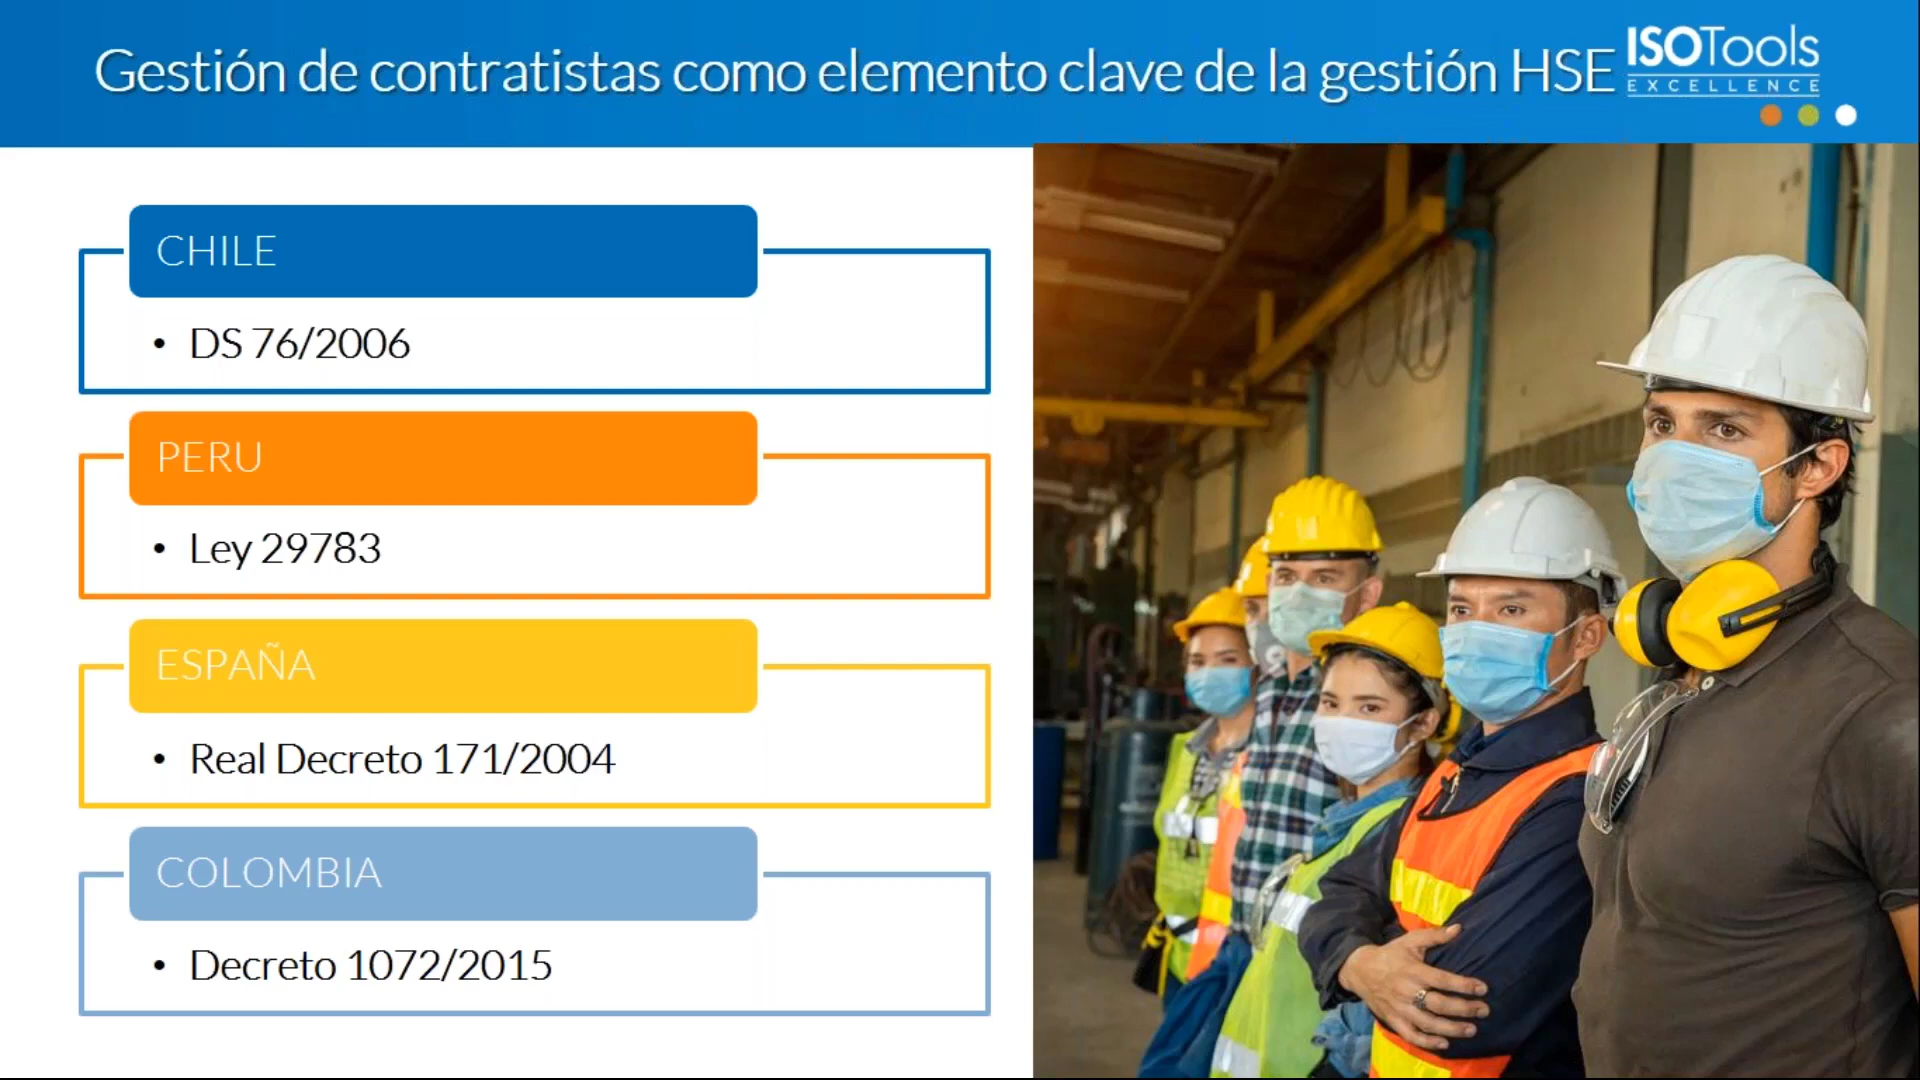 Gestión de contratistas como elemento clave de la gestión HSE
ISOTools
EXCELLENCE
CHILE
• DS 76/2006
PERU
• Ley 29783
ESPAÑA
• Real Decreto 171/2004
COLOMBIA
• Decreto 1072/2015